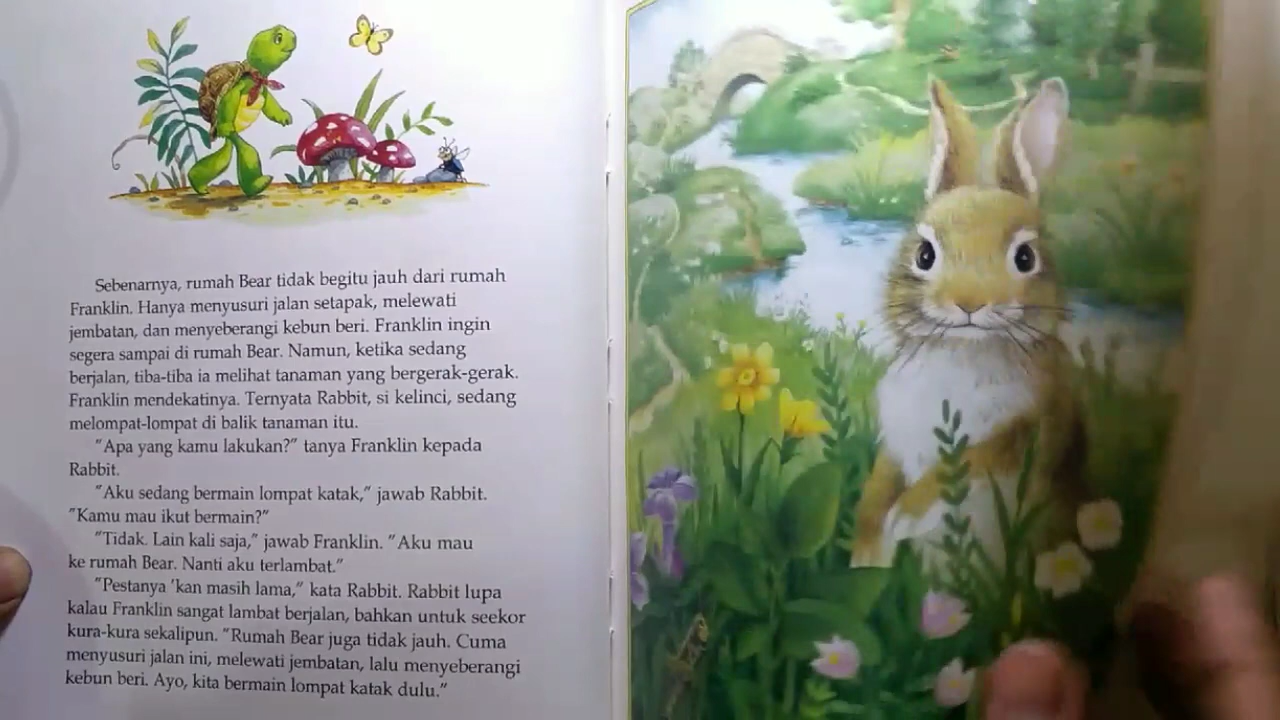 Sebenarnya, rumah Bear tidak begitu jauh dari rumah
Franklin. Hanya menyusuri jalan setapak, melewati
jembatan, dan menyeberangi kebun beri. Franklin ingin
segera sampai di rumah Bear. Namun, ketika sedang
berjalan, tiba-tiba ia melihat tanaman yang bergerak-gerak.
Franklin mendekatinya. Ternyata Rabbit, si kelinci, sedang
melompat-lompat di balik tanaman itu.
"Apa yang kamu lakukan?" tanya Franklin kepada
Rabbit.
"Aku sedang bermain lompat katak," jawab Rabbit.
"Kamu mau ikut bermain?"
"Tidak. Lain kali saja," jawab Franklin. "Aku mau
ke rumah Bear. Nanti aku terlambat."
"Pestanya 'kan masih lama," kata Rabbit. Rabbit lupa
kalau Franklin sangat lambat berjalan, bahkan untuk seekor
kura-kura sekalipun. "Rumah Bear juga tidak jauh. Cuma
menyusuri jalan ini, melewati jembatan, lalu menyeberangi
kebun beri. Ayo, kita bermain lompat katak dulu."